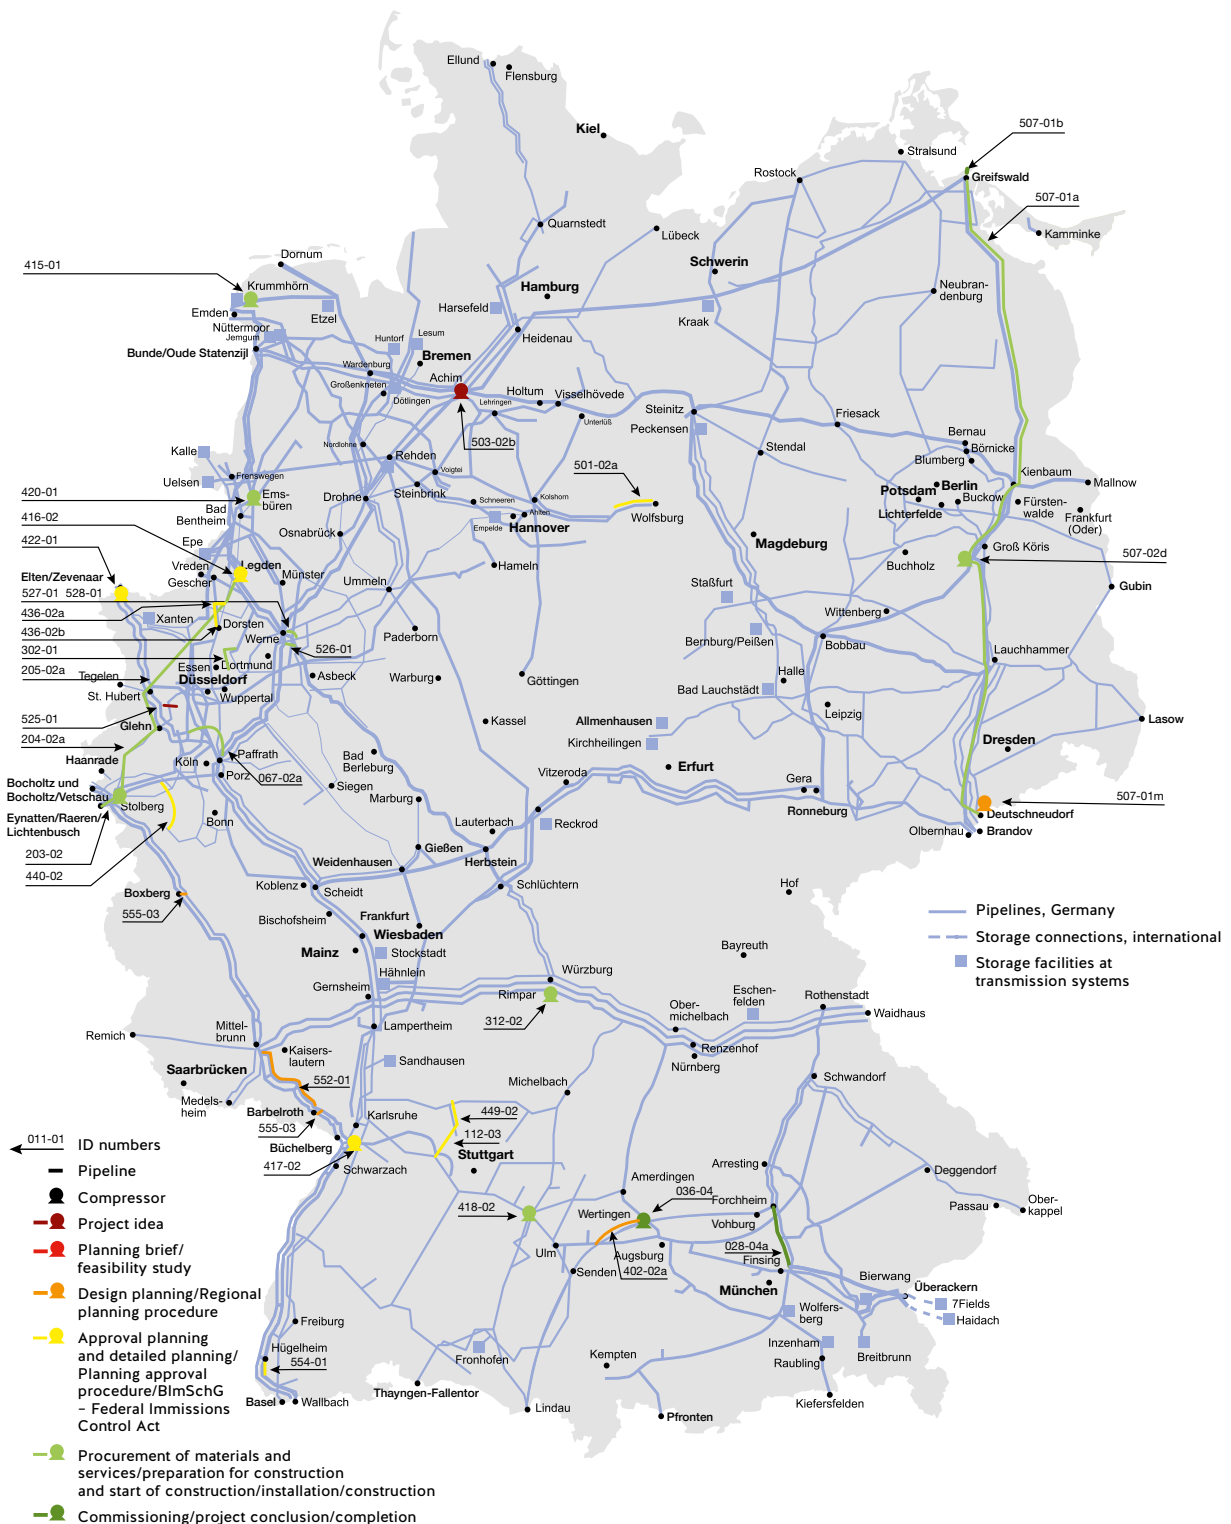 Ellund
Flensburg
Kiel
507-01b
Stralsund
Rostock
Greifswald
507-01a
Quarnstedt
Lübeck
Kamminke
Dornum
415-01
Schwerin
Krummhörn
Hamburg
Neubran-
denburg
Harsefeld
Emden
Etzel
Kraak
Nüttermoor
Jemgum
Huntorf
Lesum
Heidenau
Bunde/Oude Statenzijl
Bremen
Wardenburg
Achim
Großenkneten
Dötlingen
Holtum
Visselhövede
Lehringen
Steinitz
Unterlüß
Friesack
Peckensen
Bernau
Nordlohne
503-02b
Stendal
Börnicke
Kalle
Rehden
Blumberg
501-02a
Voigtei
Kienbaum
Uelsen
Frenswegen
Mallnow
Potsdam
Berlin
420-01
Ems-
büren
Drohne
Steinbrink
Schneeren
Kolshorn
Buckow
Fürsten-
walde
Lichterfelde
Bad
Bentheim
Ahlten
Wolfsburg
Frankfurt
(Oder)
416-02
Empelde
Hannover
Osnabrück
Magdeburg
422-01
Epe
Groß Köris
507-02d
Vreden
Legden
Hameln
Buchholz
Elten/Zevenaar
Gescher
Münster
Ummeln
Staßfurt
Gubin
527-01
528-01
436-02a
Xanten
Dorsten
Wittenberg
436-02b
Werne
Paderborn
Bernburg/Peißen
Bobbau
302-01
526-01
Essen
Dortmund
Lauchhammer
205-02a
Tegelen
Düsseldorf
Asbeck
Warburg
Göttingen
Halle
St. Hubert
Wuppertal
Bad Lauchstädt
525-01
Kassel
Allmenhausen
Leipzig
Lasow
Glehn
204-02a
Kirchheilingen
Dresden
Haanrade
Köln
Paffrath
Bad
Berleburg
Erfurt
Bocholtz und
Bocholtz/Vetschau
Porz
067-02a
Vitzeroda
Gera
Siegen
507-01m
Stolberg
Marburg
Ronneburg
Eynatten/Raeren/
Lichtenbusch
Bonn
Lauterbach
Reckrod
Deutschneudorf
Olbernhau
Brandov
203-02
Gießen
Weidenhausen
Herbstein
440-02
Hof
Boxberg
Koblenz
Scheidt
Schlüchtern
555-03
Bischofsheim
Frankfurt
Wiesbaden
Pipelines, Germany
Storage connections, international
Mainz
Stockstadt
Bayreuth
Storage facilities at
transmission systems
Hähnlein
Würzburg
Gernsheim
Rimpar
Eschen-
felden
Rothenstadt
Ober-
michelbach
Waidhaus
312-02
Remich
Mittel-
brunn
Lampertheim
Kaisers-
lautern
Renzenhof
Nürnberg
Saarbrücken
Sandhausen
Schwandorf
552-01
Michelbach
Medels-
heim
Barbelroth
449-02
Karlsruhe
555-03
112-03
011-01
ID numbers
Büchelberg
Stuttgart
Arresting
417-02
Schwarzach
Deggendorf
Pipeline
Amerdingen
036-04
Compressor
Forchheim
Passau
Ober-
kappel
418-02
Wertingen
Vohburg
Project idea
Ulm
Augsburg
028-04a
Planning brief/
feasibility study
Finsing
402-02a
Senden
Bierwang
München
Überackern
Design planning/Regional
planning procedure
7Fields
Wolfers-
berg
Haidach
Freiburg
Approval planning
and detailed planning/
Planning approval
procedure/BlmSchG
– Federal Immissions
Control Act
Hügelheim
Fronhofen
Kempten
Inzenham
Breitbrunn
554-01
Raubling
Thayngen-Fallentor
Basel
Wallbach
Lindau
Pfronten
Kiefersfelden
Procurement of materials and
services/preparation for construction
and start of construction/installation/construction
Commissioning/project conclusion/completion